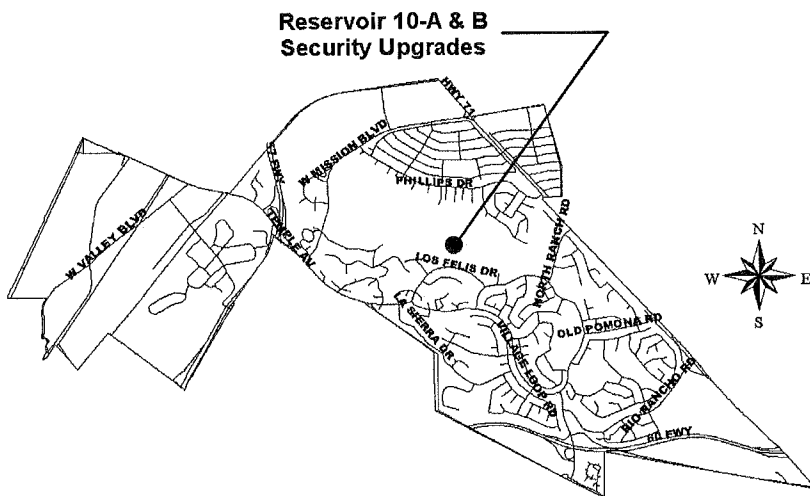 Reservoir 10-A & B
Security Upgrades
HWY 71
57 FWY
W MISSION BLVD
PHILLIPS DR
W VALLEY BLVD
TEMPLE AV
NORTH RANCH RD
LOS FELIS DR
N
W
E
S
LA SIERRA DR
VILLAGE LOOP RD
OLD POMONA RD
RIO RANCHO RD
60 FWY